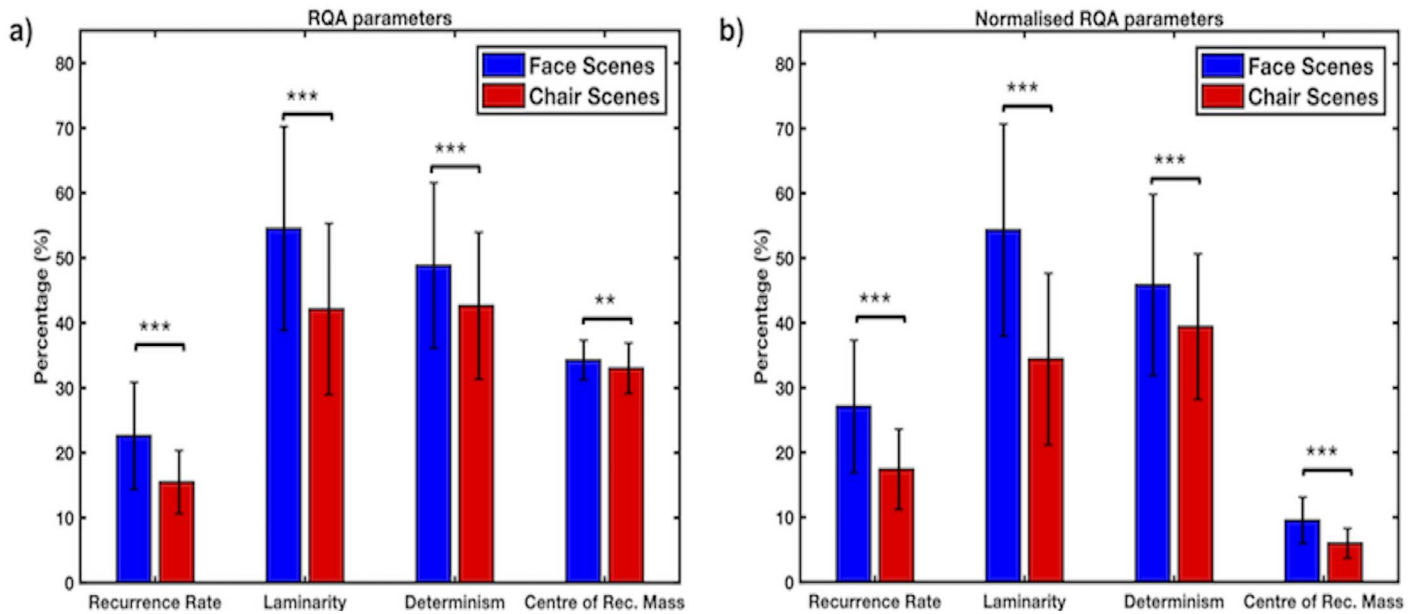 a)
RQA parameters
Percentage (%)
80
70
60
50
40
30
20
10
0
Face Scenes
Chair Scenes
***
***
***
**
Recurrence Rate
Laminarity
Determinism
Centre of Rec. Mass
b)
Normalised RQA parameters
Percentage (%)
80
70
60
50
40
30
20
10
0
Face Scenes
Chair Scenes
***
***
***
***
Recurrence Rate
Laminarity
Determinism
Centre of Rec. Mass